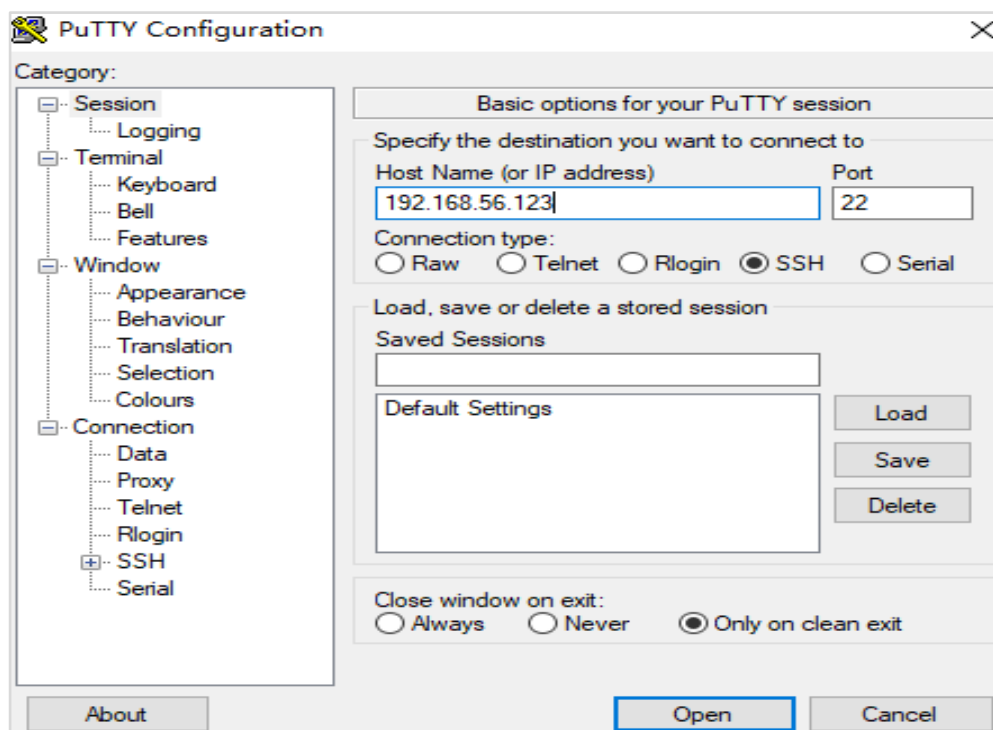 PuTTY Configuration
Category:
Session
Logging
Terminal
Keyboard
Bell
Features
Window
Appearance
Behaviour
Translation
Selection
Colours
Connection
Data
Proxy
Telnet
Rlogin
SSH
Serial
Basic options for your PuTTY session
Specify the destination you want to connect to
Host Name (or IP address) Port
192.168.56.123 22
Connection type:
Raw Telnet Rlogin SSH Serial
Load, save or delete a stored session
Saved Sessions
Default Settings
Load
Save
Delete
Close window on exit:
Always Never Only on clean exit
About Open Cancel